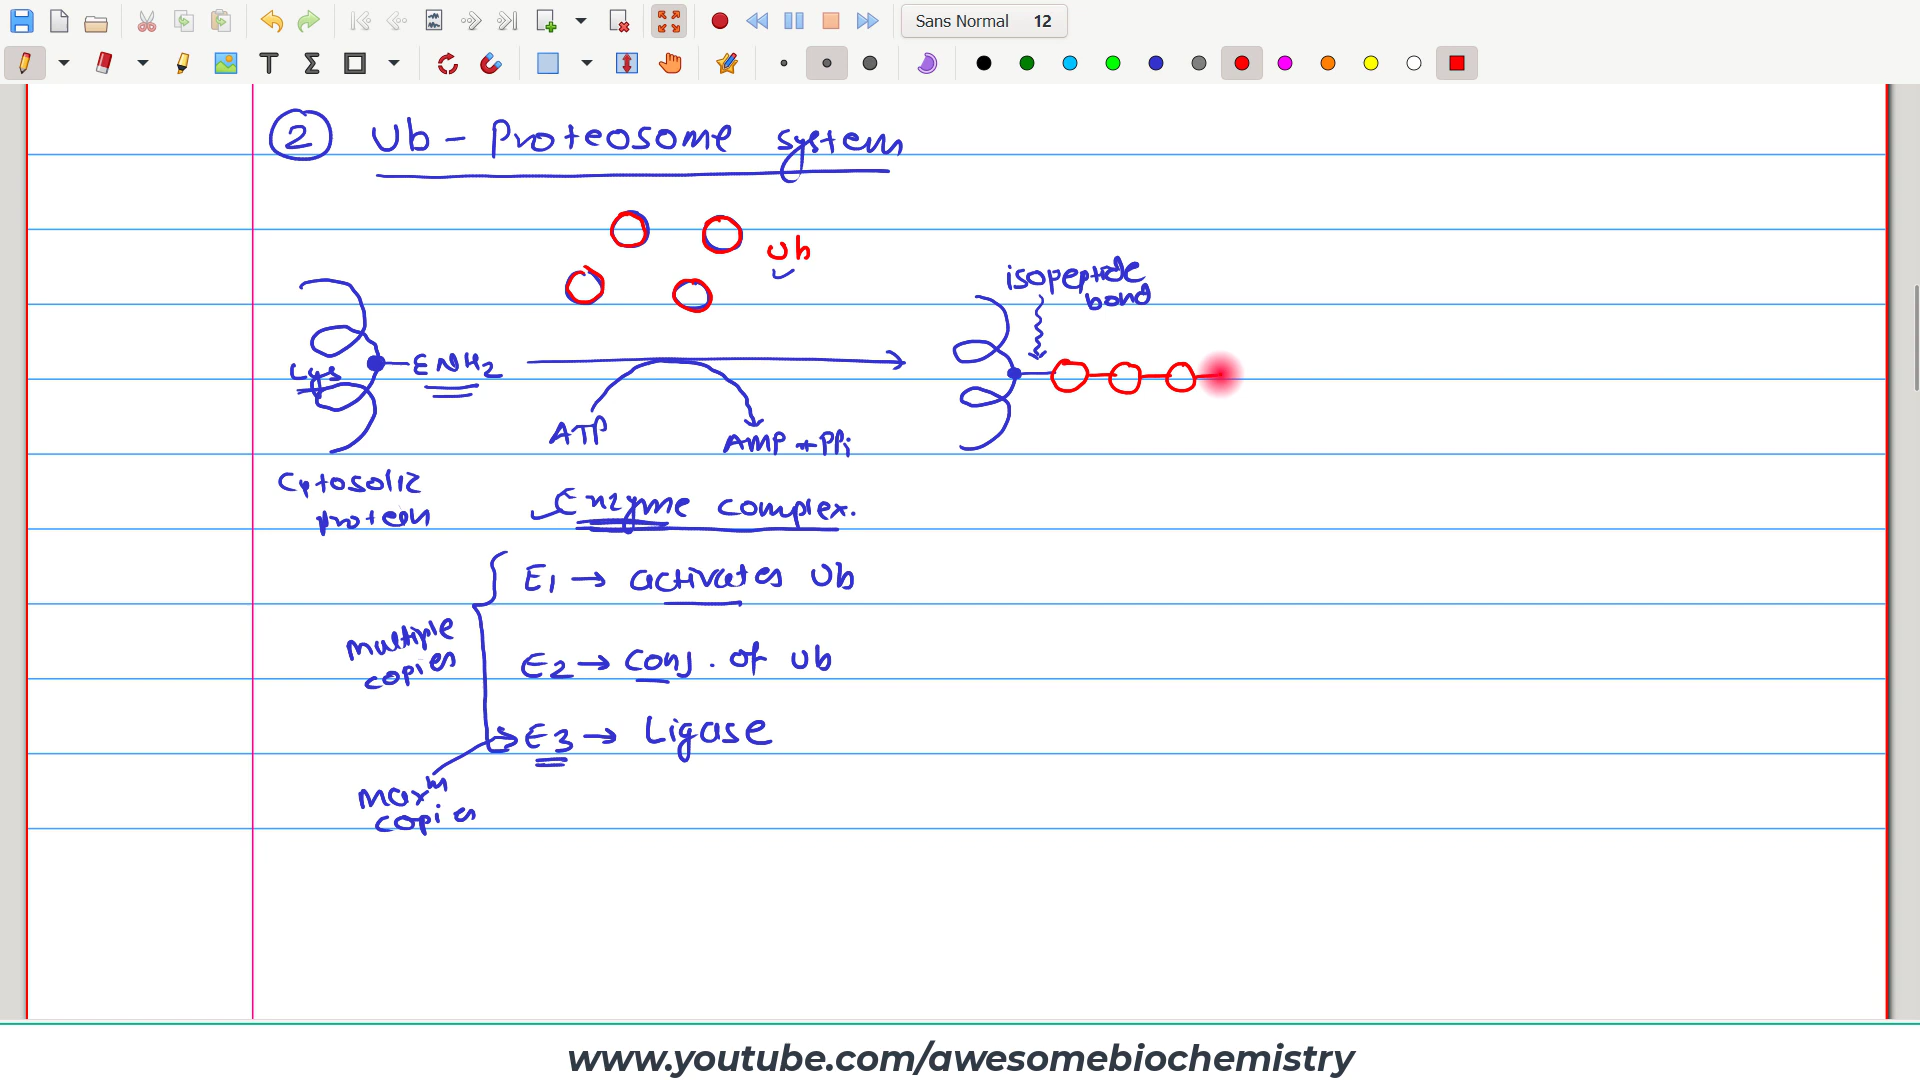 Sans Normal 12
2 Ub - Proteosome system
Ub
isopeptide
bond
Lys
ENH2
ATP
AMP + PPi
Cytosolic
protein
Enzyme complex.
E1 → activates Ub
Multiple
copies
E2 → conj. of Ub
E3 → Ligase
Maxm
copies
www.youtube.com/awesomebiochemistry